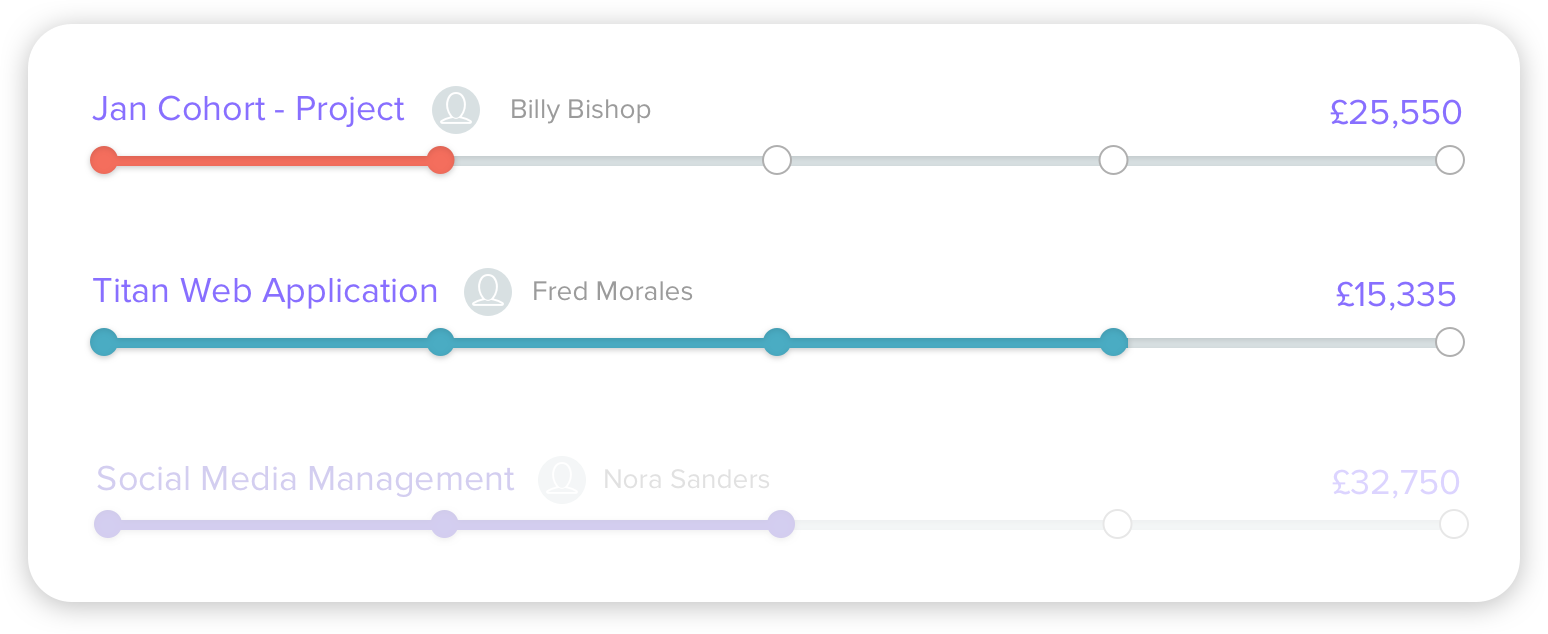 Jan Cohort - Project Billy Bishop £25,550
Titan Web Application Fred Morales £15,335
Social Media Management Nora Sanders £32,750